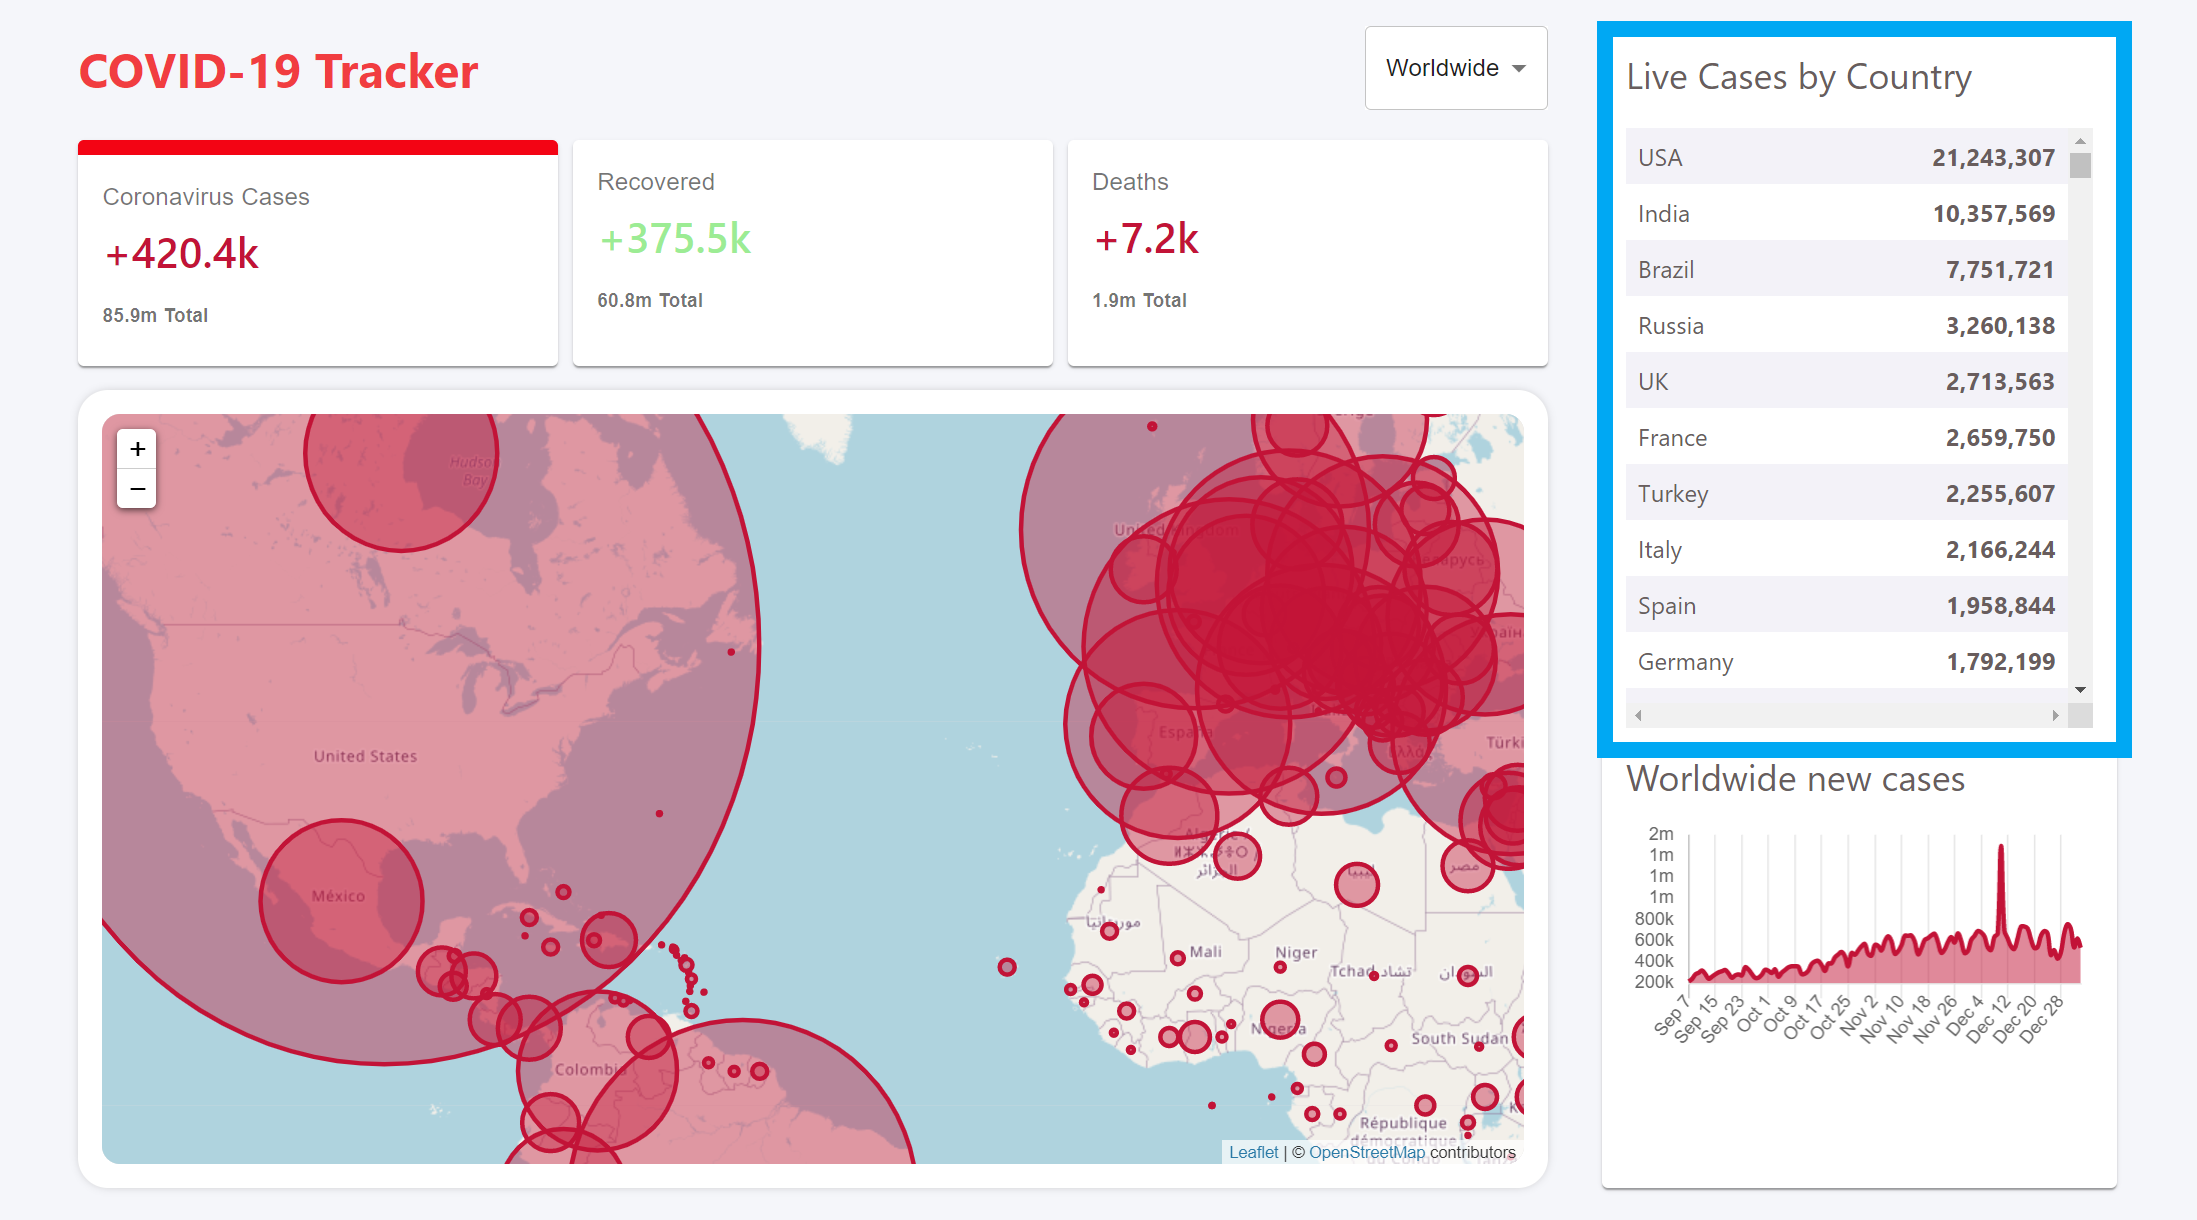 COVID-19 Tracker
Worldwide
Coronavirus Cases
+420.4k
85.9m Total
Recovered
+375.5k
60.8m Total
Deaths
+7.2k
1.9m Total
+
−
Hudson
Bay
United States
México
Colombia
United Kingdom
España
Türki
Mali
Niger
Tchad تشاد
السودان
Nigeria
South Sudan
République
démocratique
du Congo
موريتانيا
الجزائر
ليبيا
مصر
Leaflet | © OpenStreetMap contributors
Live Cases by Country
USA 21,243,307
India 10,357,569
Brazil 7,751,721
Russia 3,260,138
UK 2,713,563
France 2,659,750
Turkey 2,255,607
Italy 2,166,244
Spain 1,958,844
Germany 1,792,199
Worldwide new cases
2m
1m
1m
1m
800k
600k
400k
200k
Sep 7
Sep 15
Sep 23
Oct 1
Oct 9
Oct 17
Oct 25
Nov 2
Nov 10
Nov 18
Nov 26
Dec 4
Dec 12
Dec 20
Dec 28